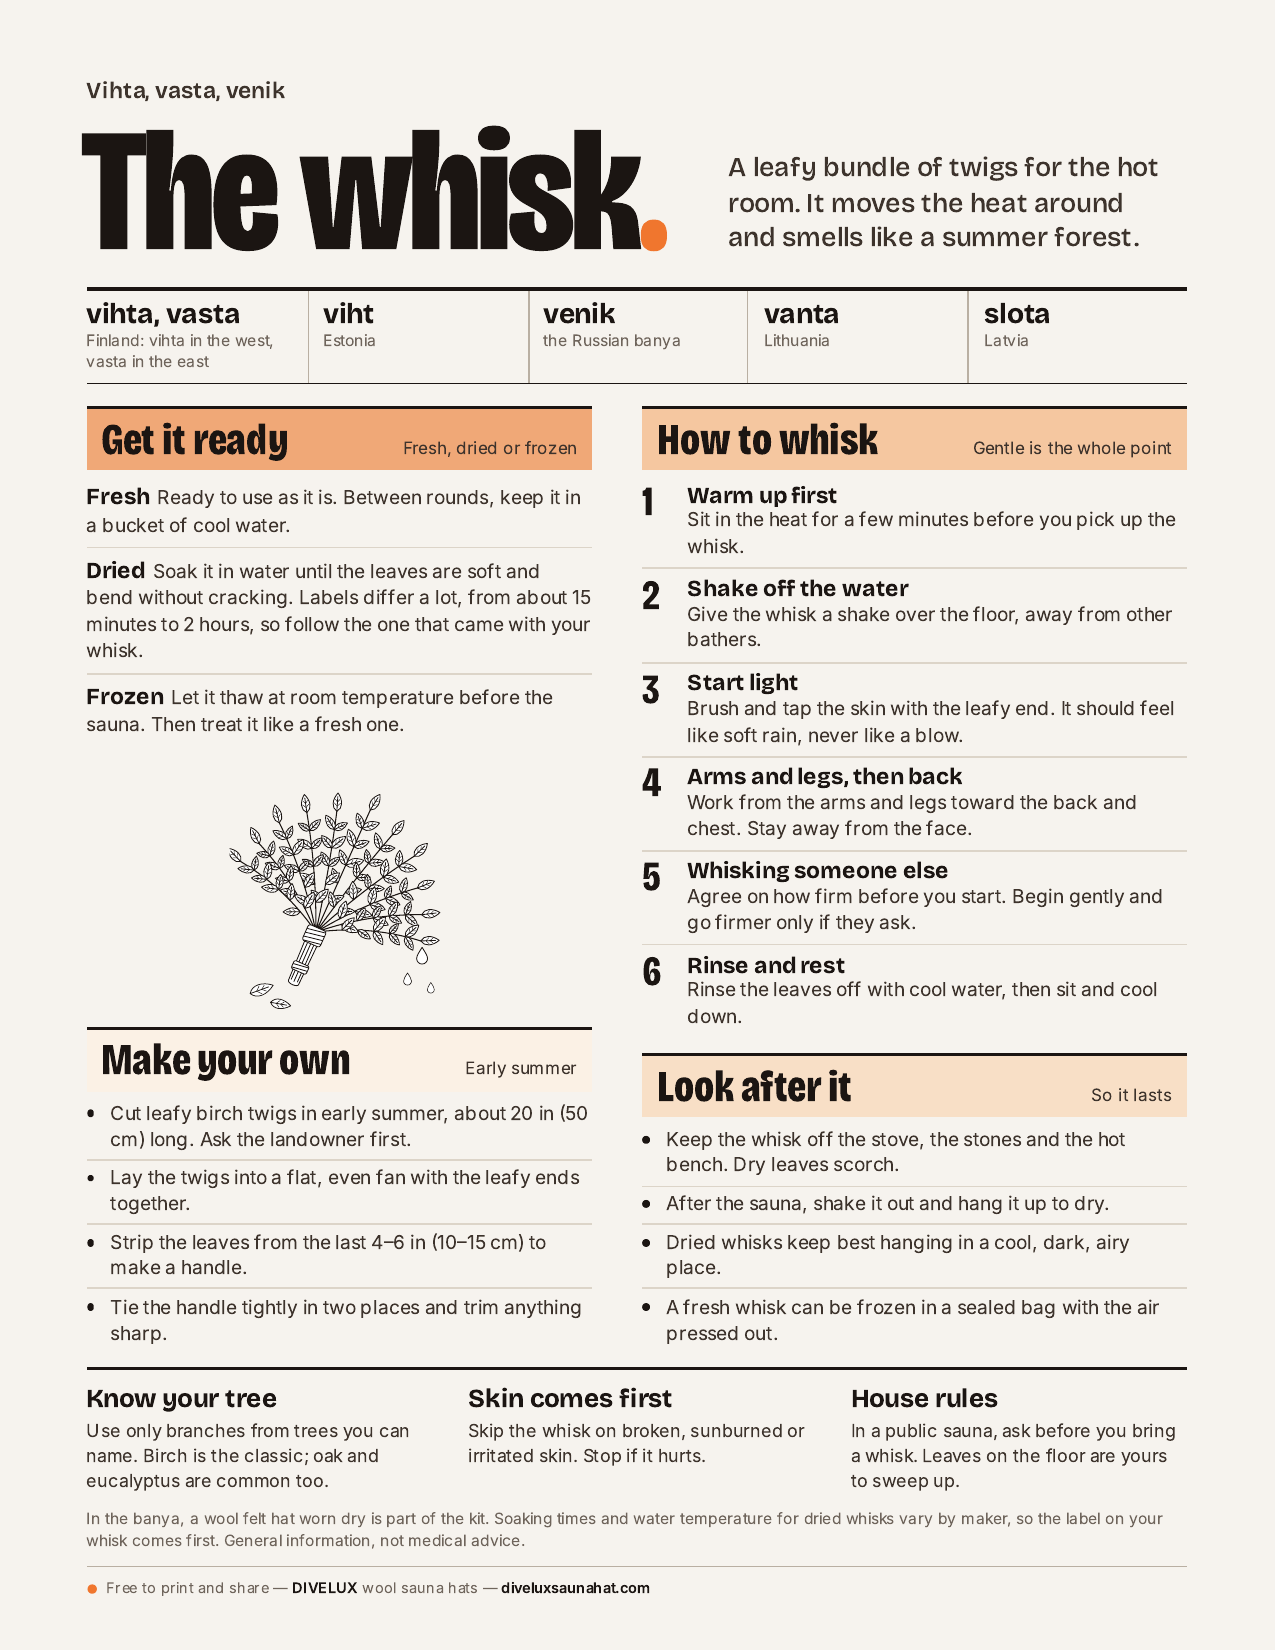 Vihta, vasta, venik
The whisk.
A leafy bundle of twigs for the hot
room. It moves the heat around
and smells like a summer forest.
vihta, vasta
Finland: vihta in the west,
vasta in the east
viht
Estonia
venik
the Russian banya
vanta
Lithuania
slota
Latvia
Get it ready
Fresh, dried or frozen
Fresh Ready to use as it is. Between rounds, keep it in
a bucket of cool water.
Dried Soak it in water until the leaves are soft and
bend without cracking. Labels differ a lot, from about 15
minutes to 2 hours, so follow the one that came with your
whisk.
Frozen Let it thaw at room temperature before the
sauna. Then treat it like a fresh one.
Make your own
Early summer
• Cut leafy birch twigs in early summer, about 20 in (50
cm) long. Ask the landowner first.
• Lay the twigs into a flat, even fan with the leafy ends
together.
• Strip the leaves from the last 4–6 in (10–15 cm) to
make a handle.
• Tie the handle tightly in two places and trim anything
sharp.
How to whisk
Gentle is the whole point
1 Warm up first
Sit in the heat for a few minutes before you pick up the
whisk.
2 Shake off the water
Give the whisk a shake over the floor, away from other
bathers.
3 Start light
Brush and tap the skin with the leafy end. It should feel
like soft rain, never like a blow.
4 Arms and legs, then back
Work from the arms and legs toward the back and
chest. Stay away from the face.
5 Whisking someone else
Agree on how firm before you start. Begin gently and
go firmer only if they ask.
6 Rinse and rest
Rinse the leaves off with cool water, then sit and cool
down.
Look after it
So it lasts
• Keep the whisk off the stove, the stones and the hot
bench. Dry leaves scorch.
• After the sauna, shake it out and hang it up to dry.
• Dried whisks keep best hanging in a cool, dark, airy
place.
• A fresh whisk can be frozen in a sealed bag with the air
pressed out.
Know your tree
Use only branches from trees you can
name. Birch is the classic; oak and
eucalyptus are common too.
Skin comes first
Skip the whisk on broken, sunburned or
irritated skin. Stop if it hurts.
House rules
In a public sauna, ask before you bring
a whisk. Leaves on the floor are yours
to sweep up.
In the banya, a wool felt hat worn dry is part of the kit. Soaking times and water temperature for dried whisks vary by maker, so the label on your
whisk comes first. General information, not medical advice.
● Free to print and share — DIVELUX wool sauna hats — diveluxsaunahat.com